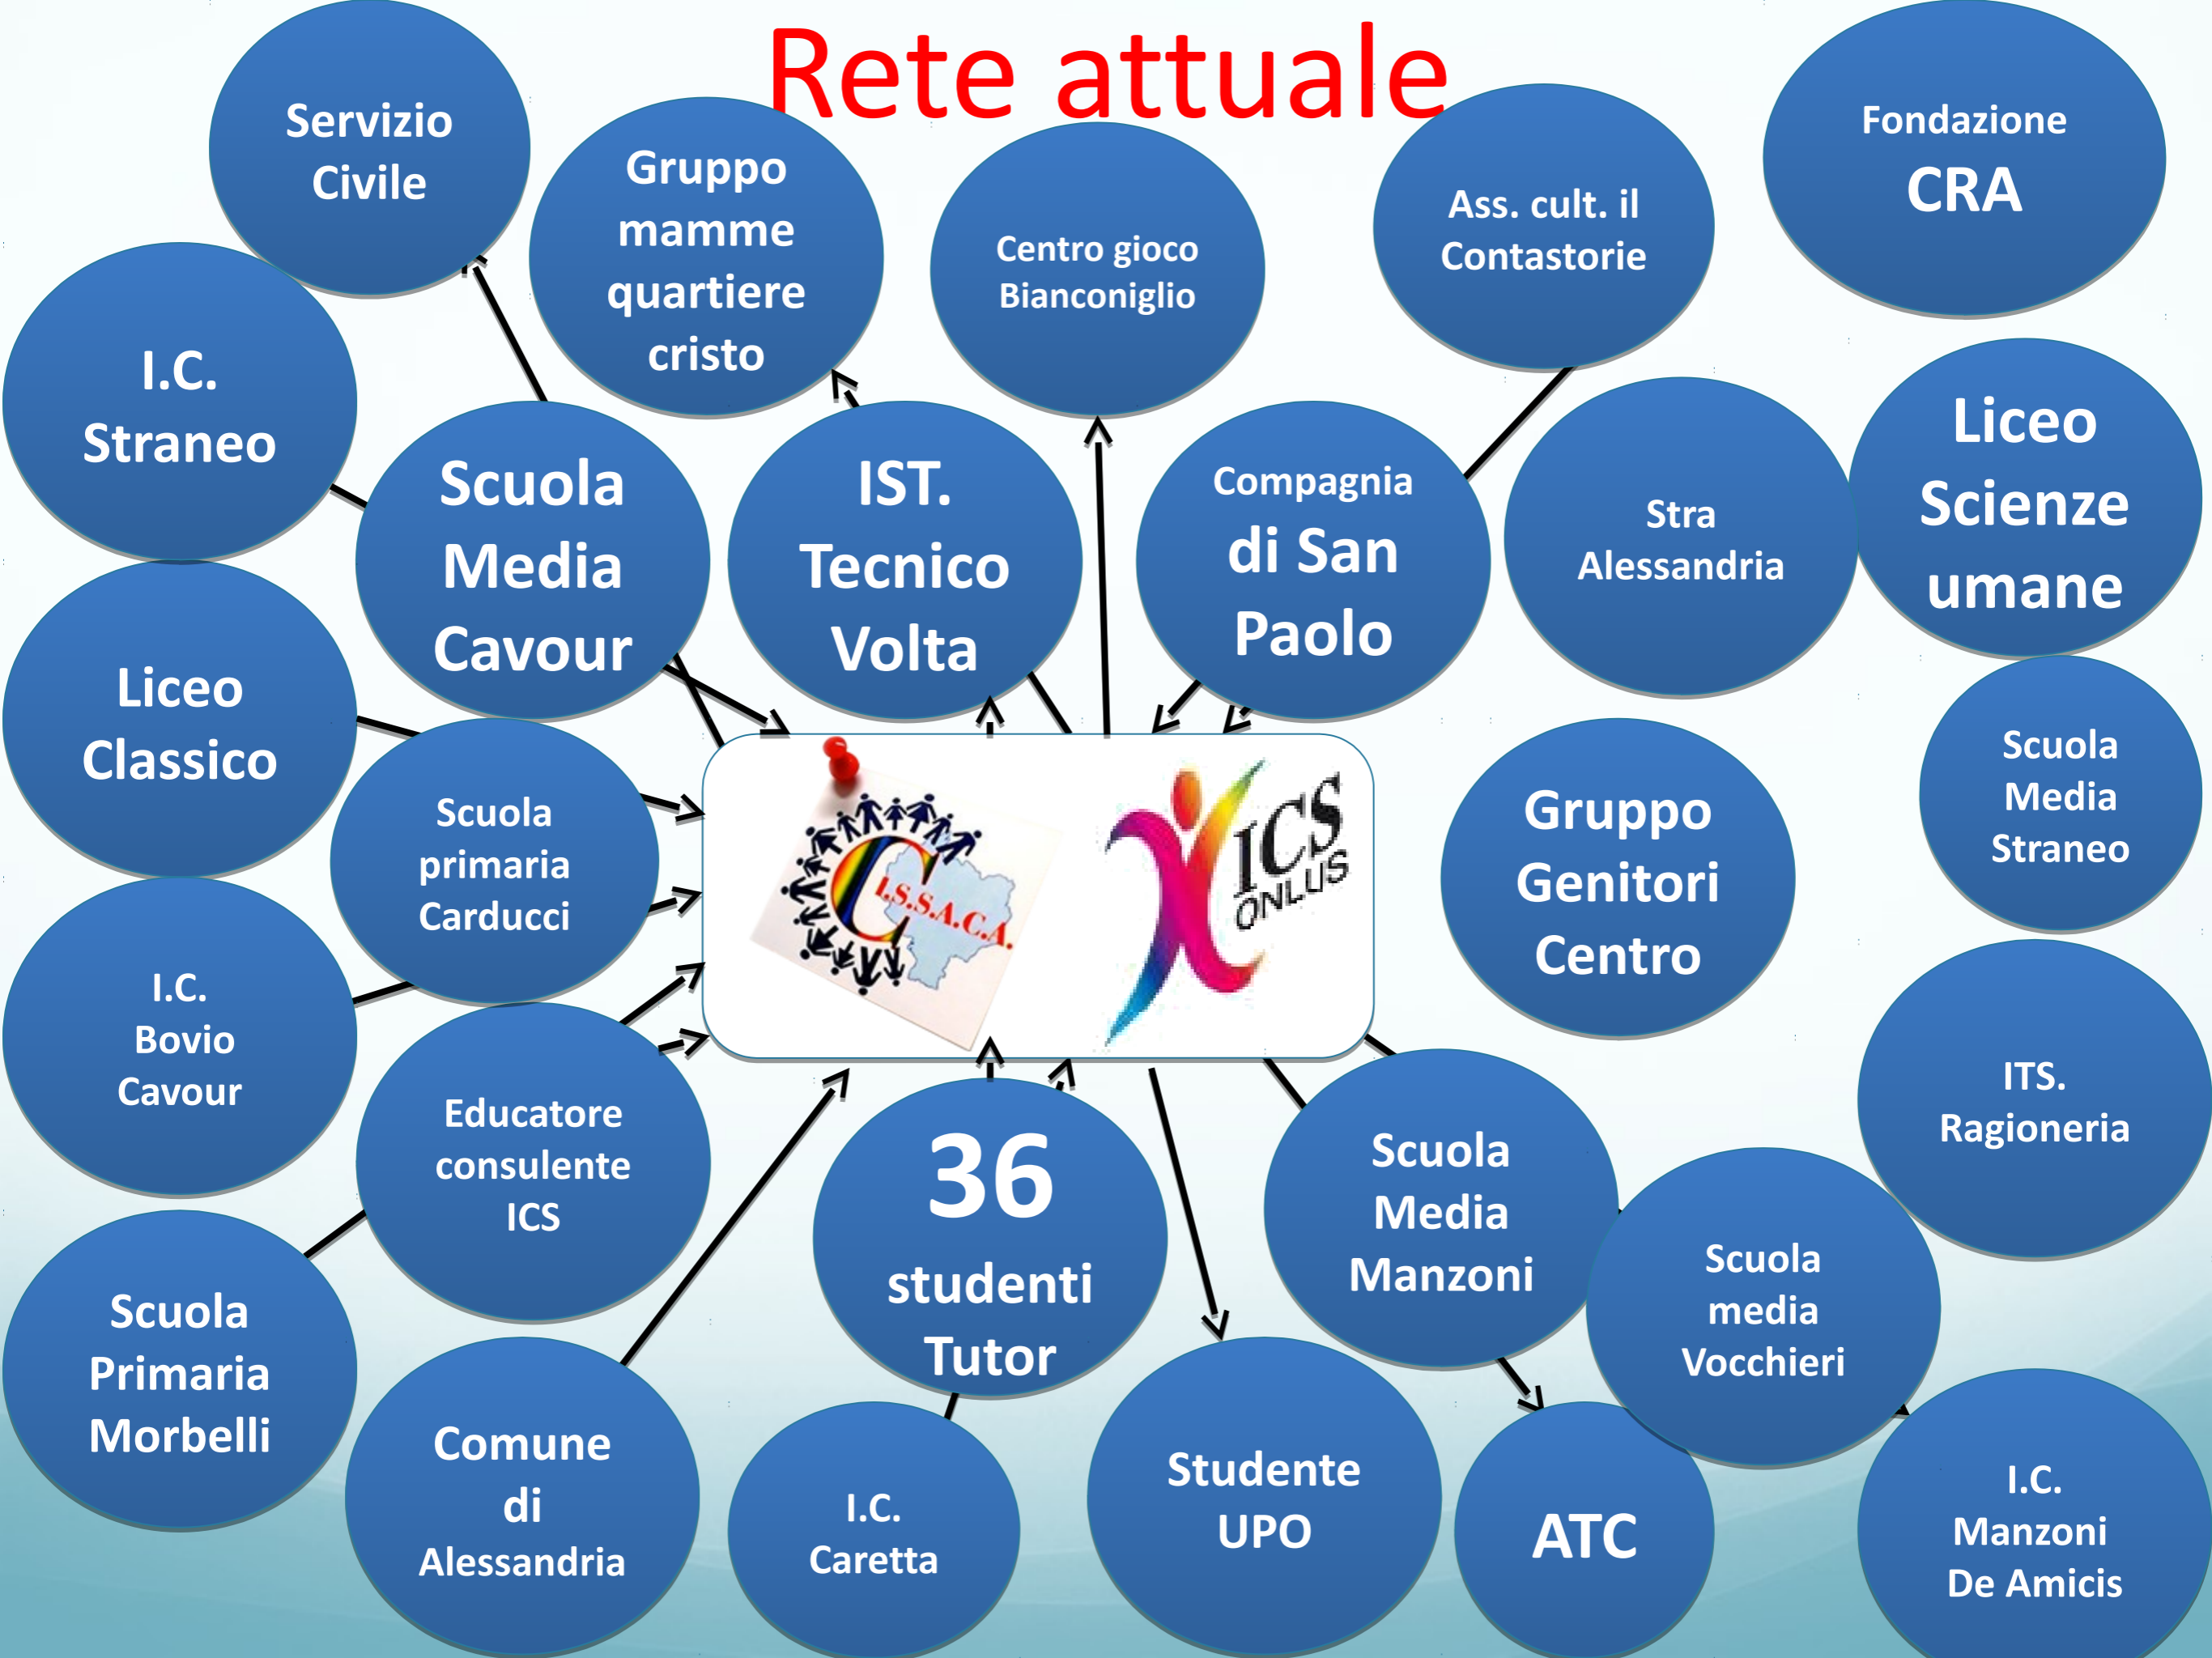 Rete attuale
Servizio
Civile
Gruppo
mamme
quartiere
cristo
Centro gioco
Bianconiglio
Ass. cult. il
Contastorie
Fondazione
CRA
I.C.
Straneo
Scuola
Media
Cavour
IST.
Tecnico
Volta
Compagnia
di San
Paolo
Stra
Alessandria
Liceo
Scienze
umane
Liceo
Classico
Scuola
primaria
Carducci
C
I.S.S.A.C.A.
ICS
ONLUS
Gruppo
Genitori
Centro
Scuola
Media
Straneo
I.C.
Bovio
Cavour
Educatore
consulente
ICS
36
studenti
Tutor
Scuola
Media
Manzoni
Scuola
media
Vocchieri
ITS.
Ragioneria
Scuola
Primaria
Morbelli
Comune
di
Alessandria
I.C.
Caretta
Studente
UPO
ATC
I.C.
Manzoni
De Amicis